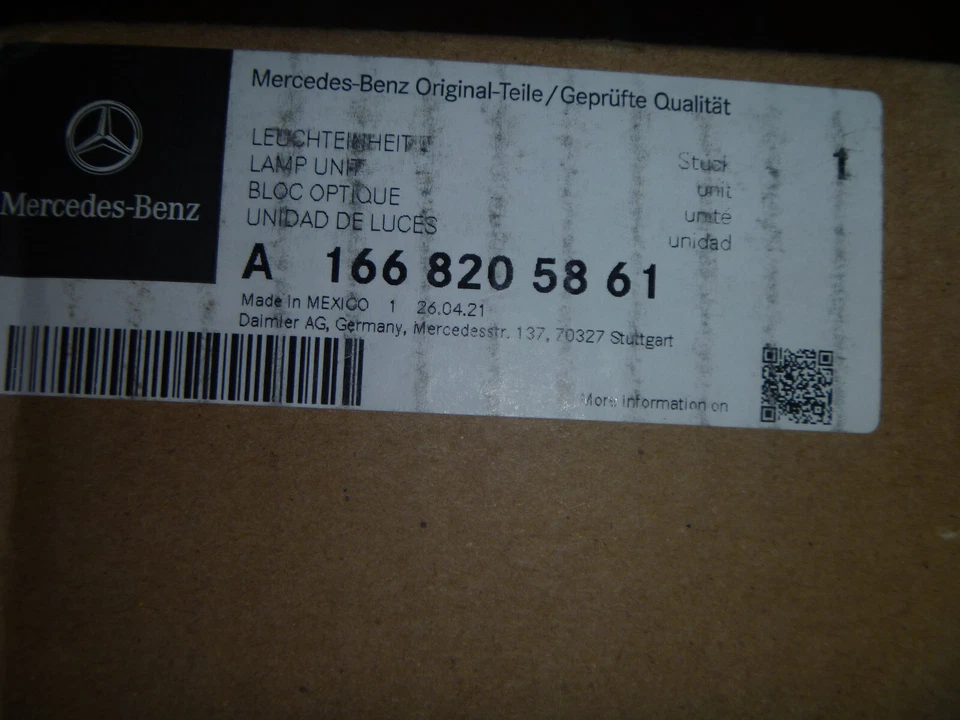 Mercedes-Benz
Mercedes-Benz Original-Teile/Geprüfte Qualität
LEUCHTEINHEIT
LAMP UNIT
BLOC OPTIQUE
UNIDAD DE LUCES
Stück 1
unit
unité
unidad
A 166 820 58 61
Made in MEXICO 1 26.04.21
Daimler AG, Germany, Mercedesstr. 137, 70327 Stuttgart
More information on